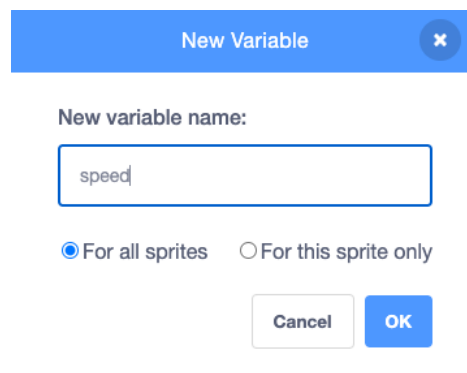 New Variable
New variable name:
speed
For all sprites For this sprite only
Cancel OK